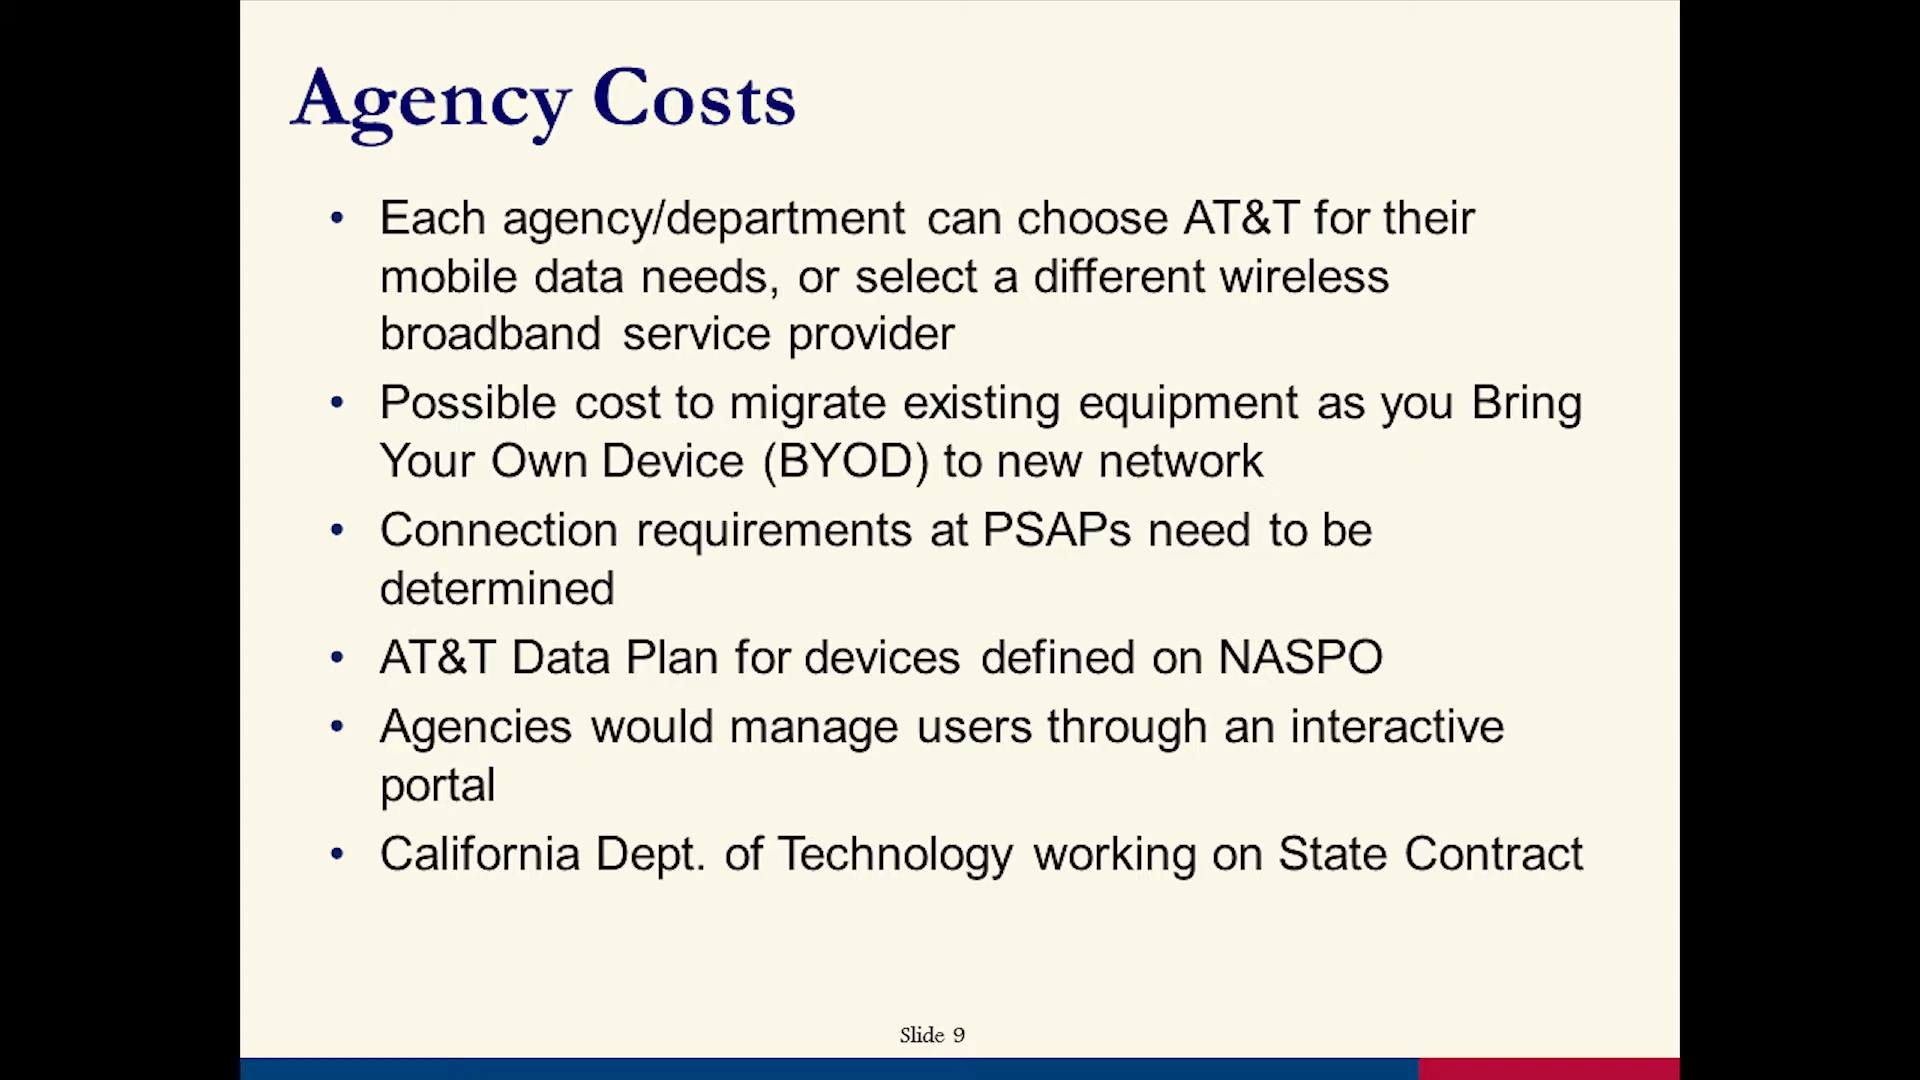 Agency Costs
• Each agency/department can choose AT&T for their
mobile data needs, or select a different wireless
broadband service provider
• Possible cost to migrate existing equipment as you Bring
Your Own Device (BYOD) to new network
• Connection requirements at PSAPs need to be
determined
• AT&T Data Plan for devices defined on NASPO
• Agencies would manage users through an interactive
portal
• California Dept. of Technology working on State Contract
Slide 9